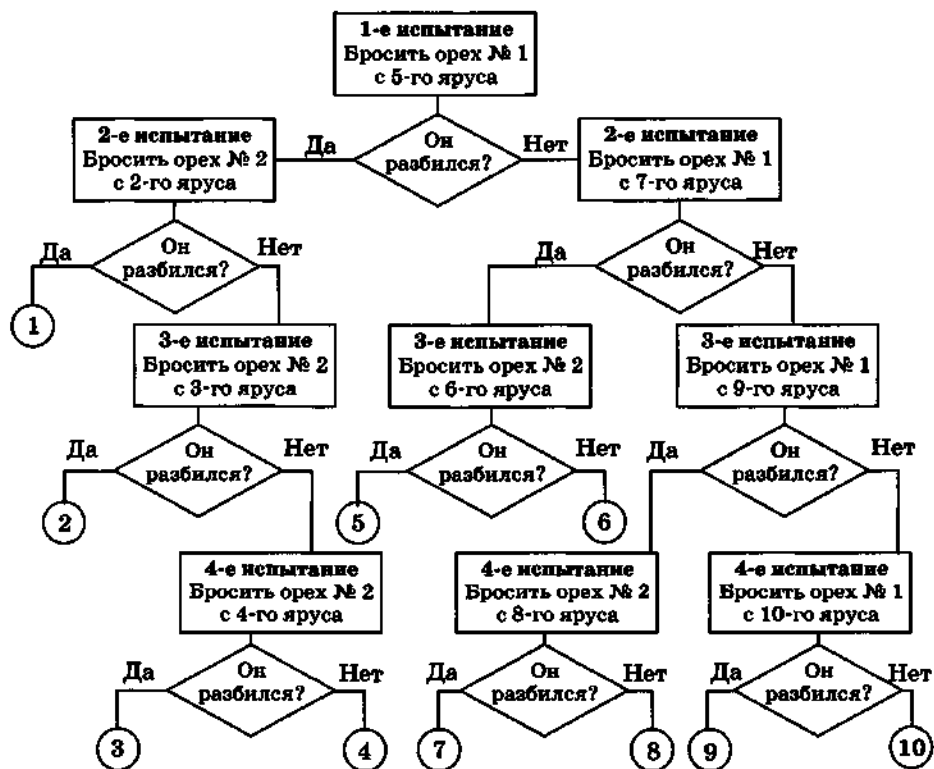 1-е испытание
Бросить орех № 1
с 5-го яруса
2-е испытание
Бросить орех № 2
с 2-го яруса
Да
Он
разбился?
Нет
2-е испытание
Бросить орех № 1
с 7-го яруса
Да
Он
разбился?
Нет
Да
Он
разбился?
Нет
1
3-е испытание
Бросить орех № 2
с 3-го яруса
3-е испытание
Бросить орех № 2
с 6-го яруса
3-е испытание
Бросить орех № 1
с 9-го яруса
Да
Он
разбился?
Нет
Да
Он
разбился?
Нет
Да
Он
разбился?
Нет
2
5
6
4-е испытание
Бросить орех № 2
с 4-го яруса
4-е испытание
Бросить орех № 2
с 8-го яруса
4-е испытание
Бросить орех № 1
с 10-го яруса
Да
Он
разбился?
Нет
Да
Он
разбился?
Нет
Да
Он
разбился?
Нет
3
4
7
8
9
10